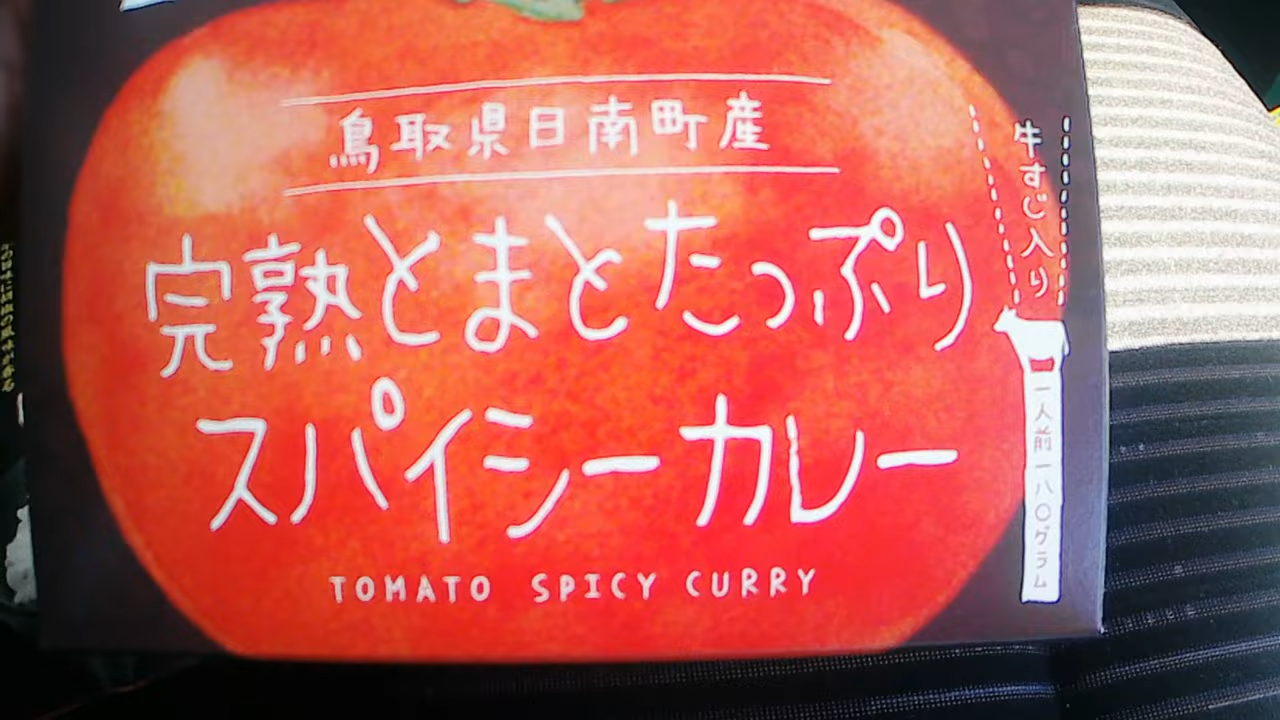 鳥取県日南町産
完熟とまとたっぷり
スパイシーカレー
TOMATO SPICY CURRY
牛すじ入り
一人前一八〇グラム